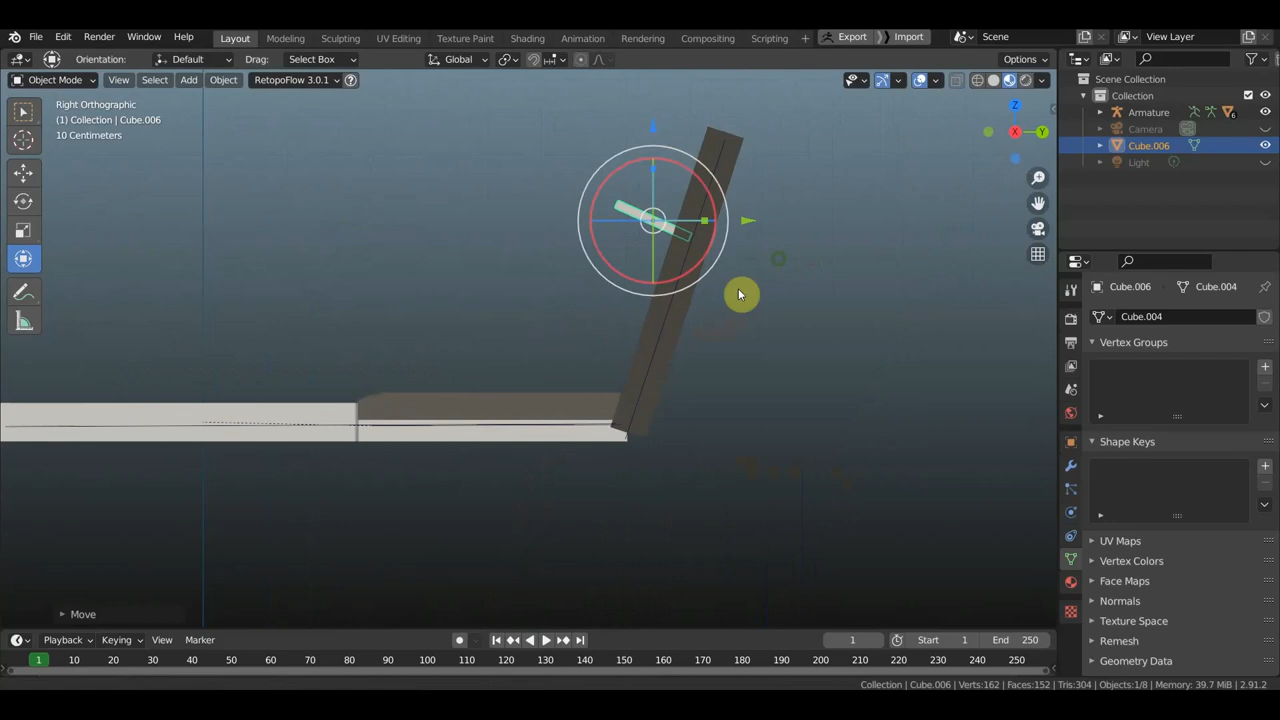 File Edit Render Window Help Layout Modeling Sculpting UV Editing Texture Paint Shading Animation Rendering Compositing Scripting + Export Import Scene View Layer
Orientation: Default Drag: Select Box Global Options
Object Mode View Select Add Object RetopoFlow 3.0.1
Right Orthographic
(1) Collection | Cube.006
10 Centimeters
Z
X
Y
Scene Collection
Collection
Armature 6
Camera
Cube.006
Light
Cube.006 Cube.004
Cube.004
Vertex Groups
Shape Keys
UV Maps
Vertex Colors
Face Maps
Normals
Texture Space
Remesh
Geometry Data
Move
Playback Keying View Marker 1 Start 1 End 250
1 10 20 30 40 50 60 70 80 90 100 110 120 130 140 150 160 170 180 190 200 210 220 230 240 250
Collection | Cube.006 | Verts:162 | Faces:152 | Tris:304 | Objects:1/8 | Memory: 39.7 MiB | 2.91.2